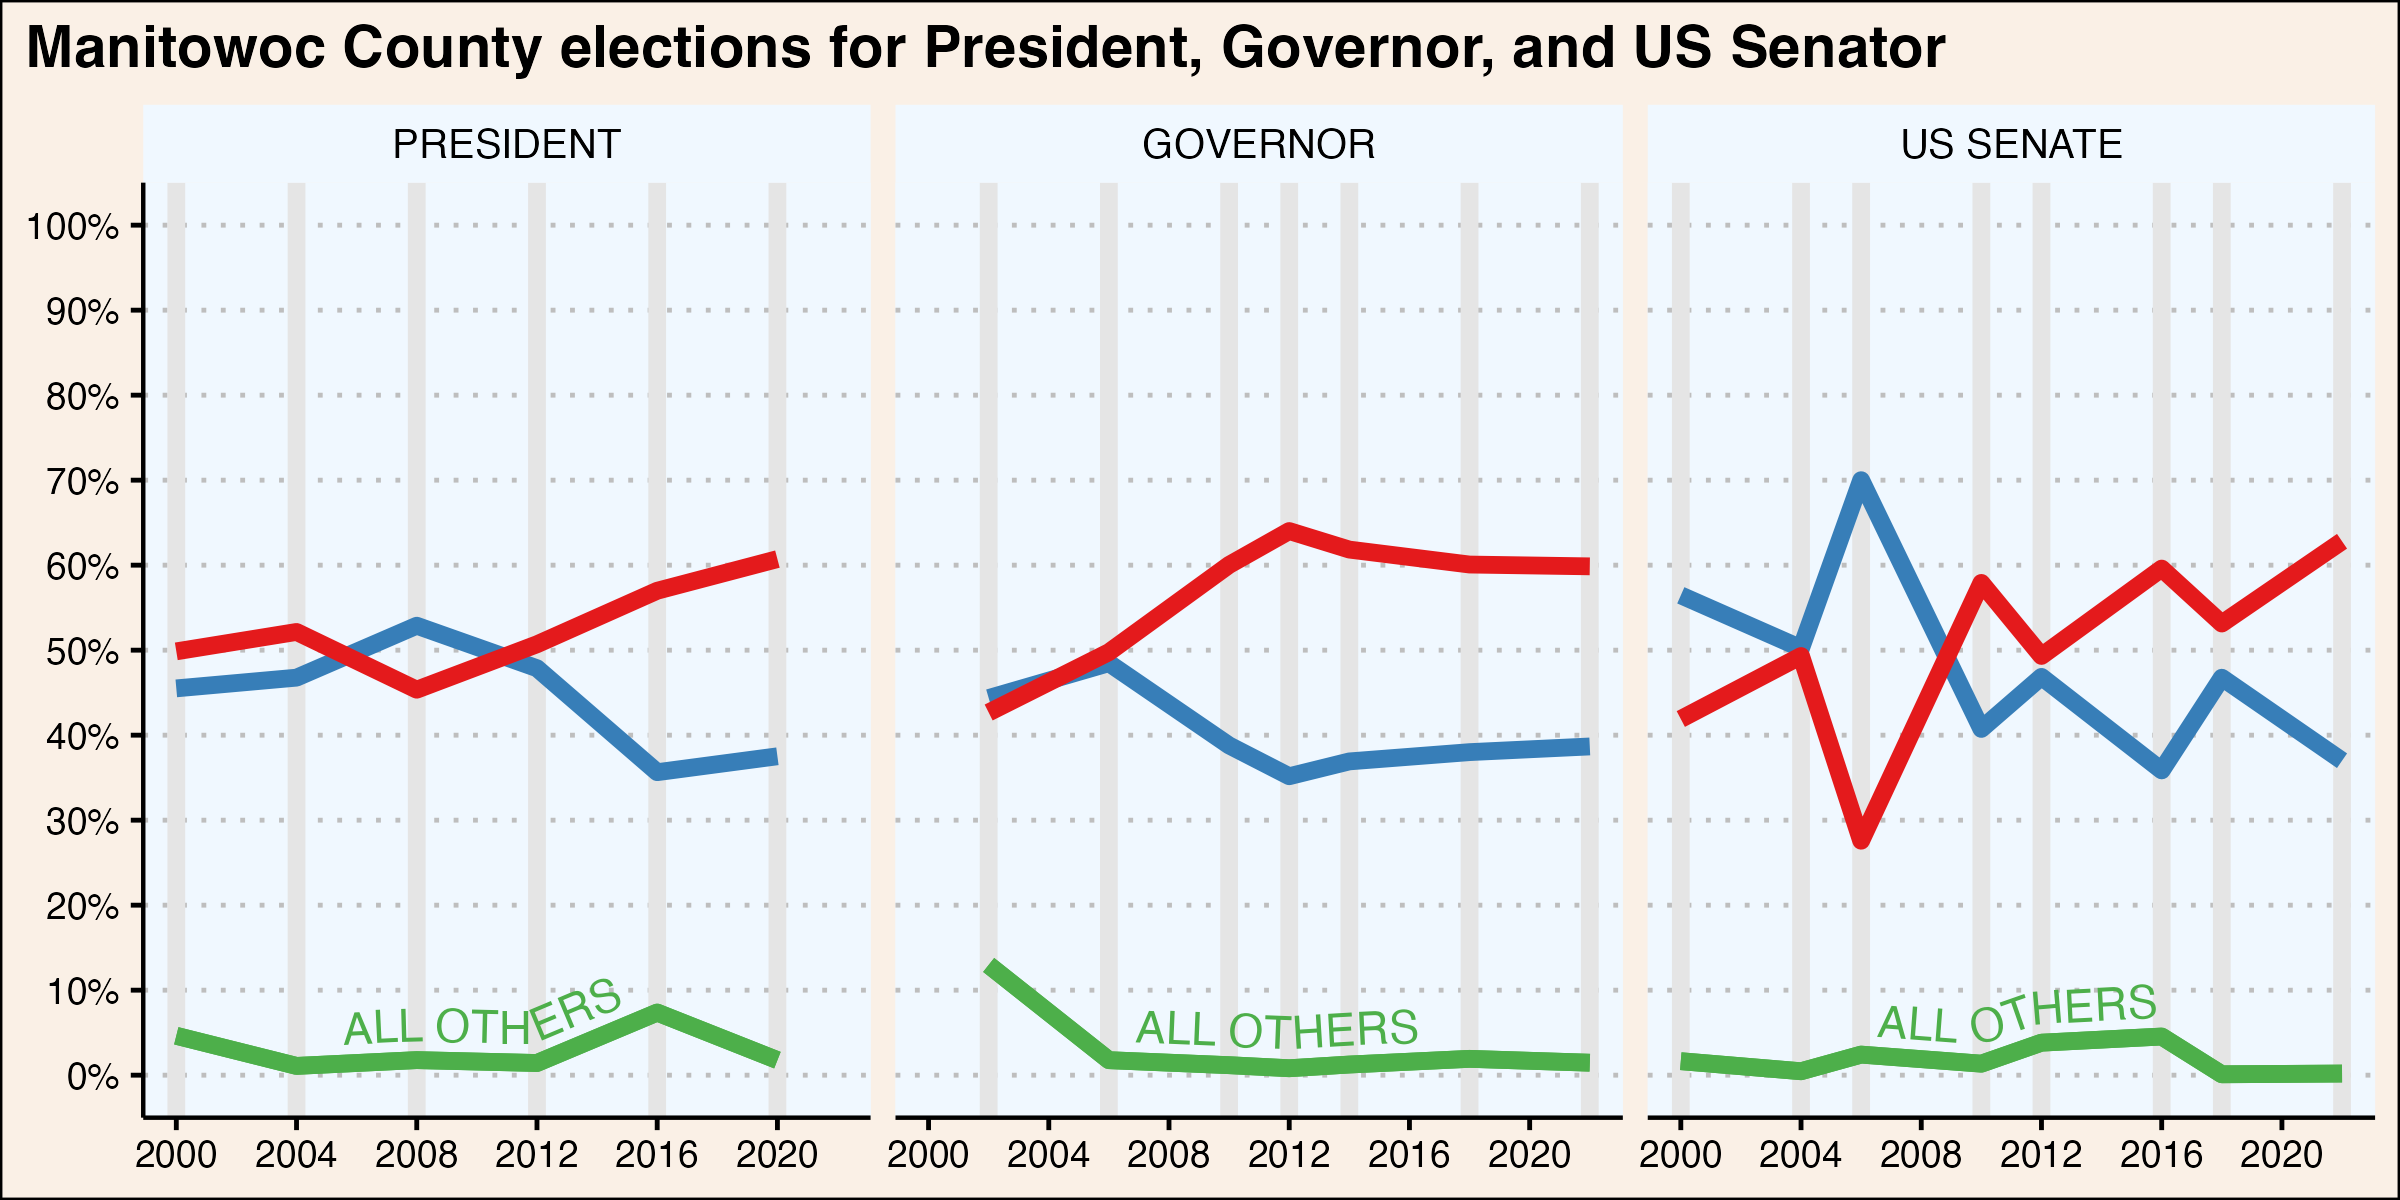 Manitowoc County elections for President, Governor, and US Senator
PRESIDENT
GOVERNOR
US SENATE
100%
90%
80%
70%
60%
50%
40%
30%
20%
10%
0%
ALL OTHERS
ALL OTHERS
ALL OTHERS
2000 2004 2008 2012 2016 2020
2000 2004 2008 2012 2016 2020
2000 2004 2008 2012 2016 2020